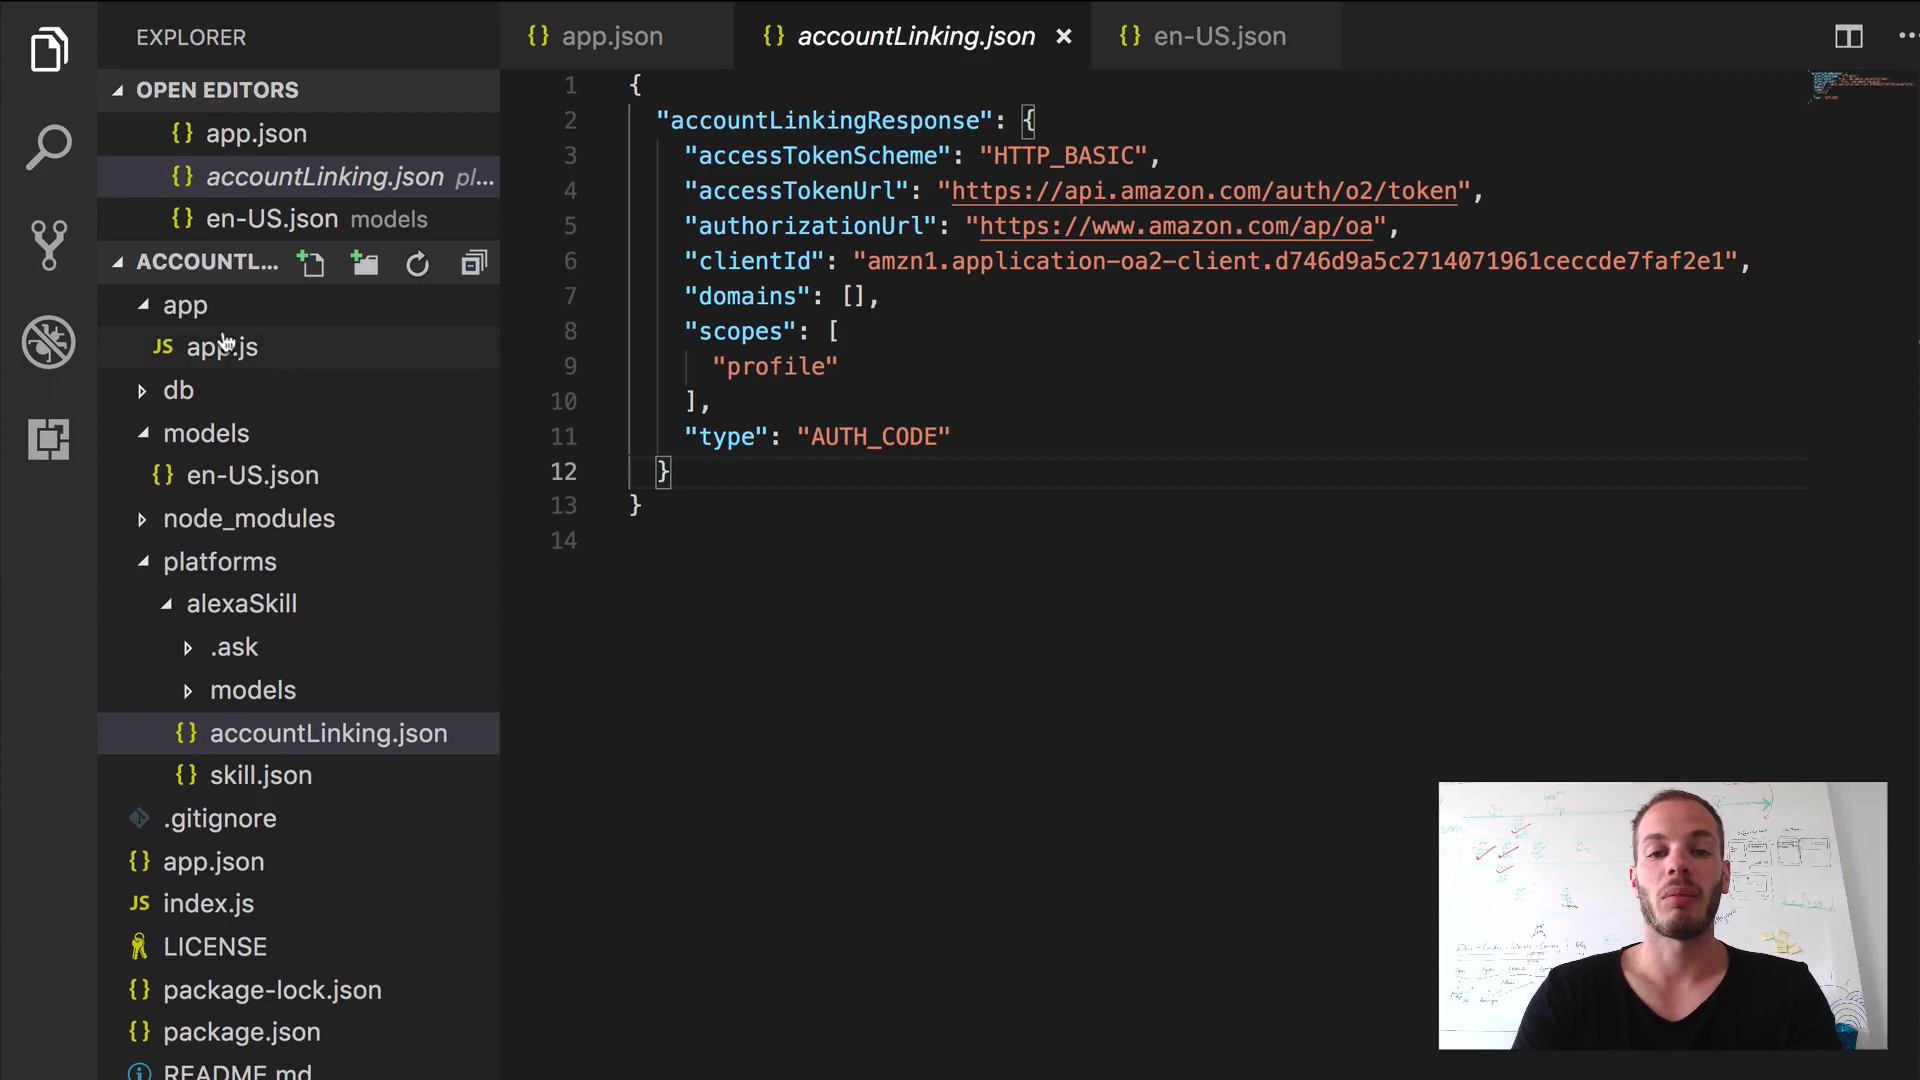 EXPLORER
OPEN EDITORS
{} app.json
{} accountLinking.json pl...
{} en-US.json models
ACCOUNTL...
app
JS app.js
db
models
{} en-US.json
node_modules
platforms
alexaSkill
.ask
models
{} accountLinking.json
{} skill.json
.gitignore
{} app.json
JS index.js
LICENSE
{} package-lock.json
{} package.json
README.md
{} app.json
{} accountLinking.json ×
{} en-US.json
1 {
2 "accountLinkingResponse": {
3 "accessTokenScheme": "HTTP_BASIC",
4 "accessTokenUrl": "https://api.amazon.com/auth/o2/token",
5 "authorizationUrl": "https://www.amazon.com/ap/oa",
6 "clientId": "amzn1.application-oa2-client.d746d9a5c2714071961ceccde7faf2e1",
7 "domains": [],
8 "scopes": [
9 "profile"
10 ],
11 "type": "AUTH_CODE"
12 }
13 }
14